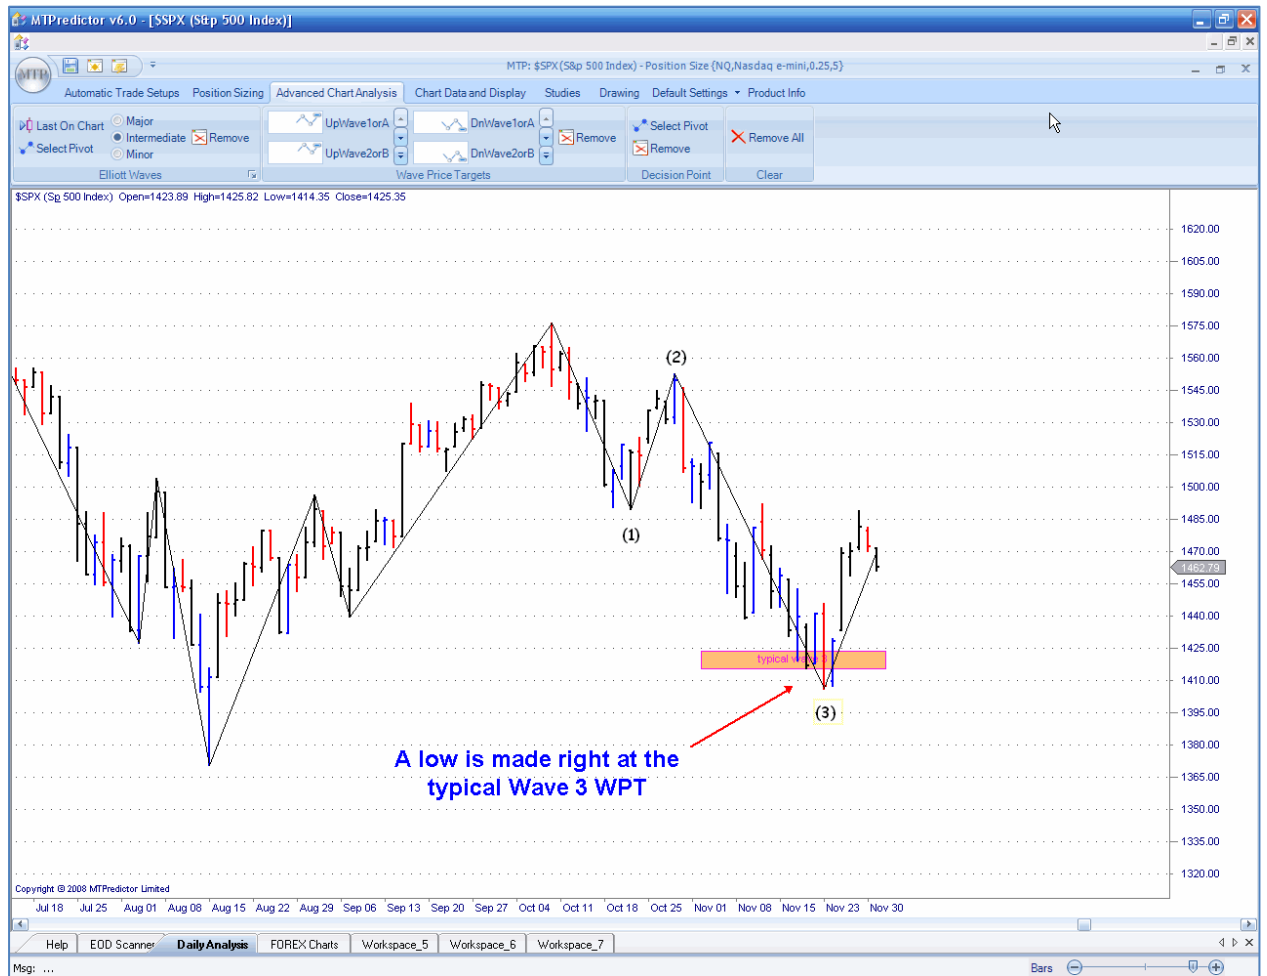 MTPredictor v6.0 - [$SPX (S&p 500 Index)]
MTP
MTP: $SPX (S&p 500 Index) - Position Size {NQ,Nasdaq e-mini,0.25,5}
Automatic Trade Setups Position Sizing Advanced Chart Analysis Chart Data and Display Studies Drawing Default Settings Product Info
Last On Chart
Select Pivot
Major
Intermediate
Minor
Remove
Elliott Waves
UpWave1orA
UpWave2orB
DnWave1orA
DnWave2orB
Remove
Wave Price Targets
Select Pivot
Remove
Decision Point
Remove All
Clear
$SPX (Sp 500 Index) Open=1423.89 High=1425.82 Low=1414.35 Close=1425.35
1620.00
1605.00
1590.00
1575.00
1560.00
1545.00
1530.00
1515.00
1500.00
1485.00
1470.00
1462.79
1455.00
1440.00
1425.00
1410.00
1395.00
1380.00
1365.00
1350.00
1335.00
1320.00
(2)
(1)
typical wave 3
(3)
A low is made right at the
typical Wave 3 WPT
Copyright © 2008 MTPredictor Limited
Jul 18 Jul 25 Aug 01 Aug 08 Aug 15 Aug 22 Aug 29 Sep 06 Sep 13 Sep 20 Sep 27 Oct 04 Oct 11 Oct 18 Oct 25 Nov 01 Nov 08 Nov 15 Nov 23 Nov 30
Help EOD Scanner Daily Analysis FOREX Charts Workspace_5 Workspace_6 Workspace_7
Msg: ...
Bars